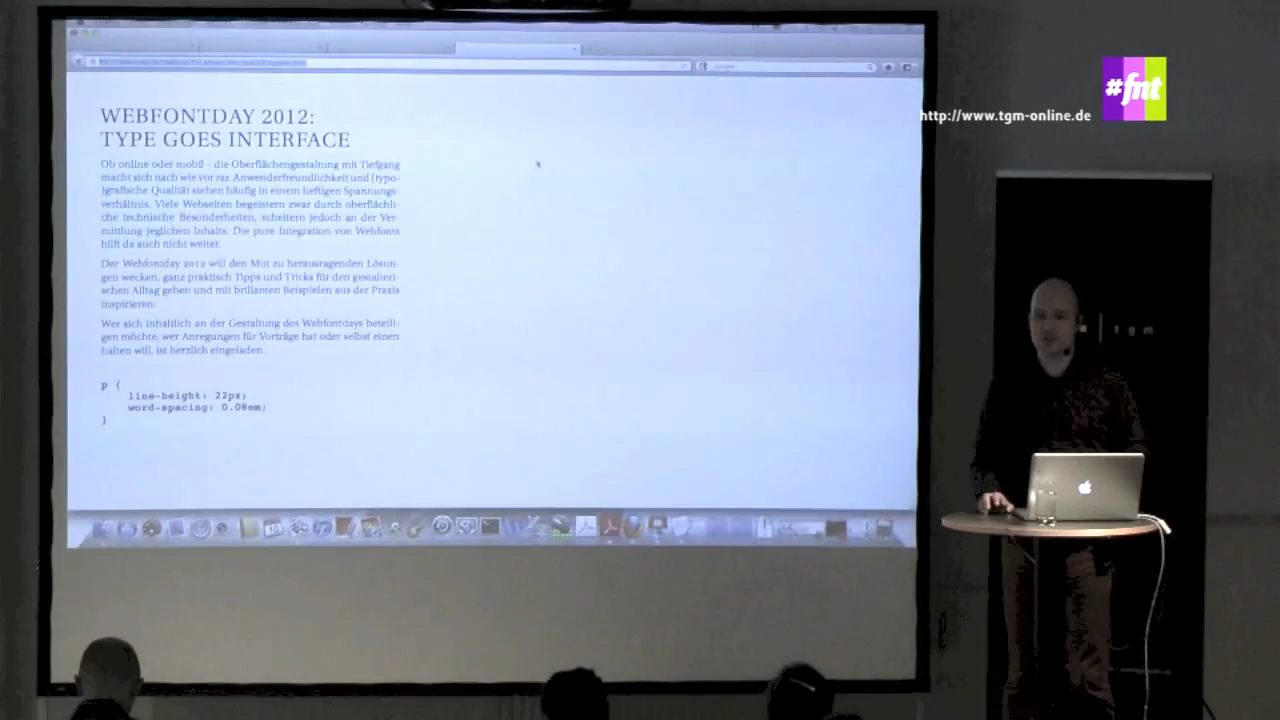 #fnt
http://www.tgm-online.de
WEBFONTDAY 2012:
TYPE GOES INTERFACE
Ob online oder mobil – die Oberflächengestaltung mit Tiefgang
macht sich nach wie vor rar. Anwenderfreundlichkeit und (typo-
)grafische Qualität stehen häufig in einem heftigen Spannungs-
verhältnis. Viele Webseiten begeistern zwar durch oberflächli-
che technische Besonderheiten, scheitern jedoch an der Ver-
mittlung jeglichen Inhalts. Die pure Integration von Webfonts
hilft da auch nicht weiter.
Der Webfontday 2012 will den Mut zu herausragenden Lösun-
gen wecken, ganz praktisch Tipps und Tricks für den gestalteri-
schen Alltag geben und mit brillanten Beispielen aus der Praxis
inspirieren.
Wer sich inhaltlich an der Gestaltung des Webfontdays beteili-
gen möchte, wer Anregungen für Vorträge hat oder selbst einen
halten will, ist herzlich eingeladen.
p {
line-height: 22px;
word-spacing: 0.08em;
}
tgm